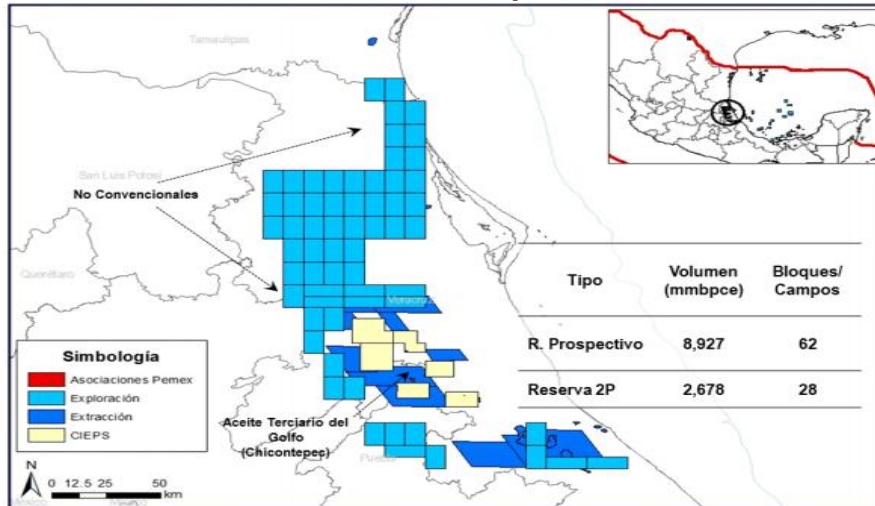 Tamaulipas
San Luis Potosí
No Convencionales
Querétaro
Veracruz
Tipo
Volumen
(mmbpce)
Bloques/
Campos
R. Prospectivo
8,927
62
Reserva 2P
2,678
28
Simbología
Asociaciones Pemex
Exploración
Extracción
CIEPS
Aceite Terciario del
Golfo
(Chicontepec)
Puebla
N
0 12.5 25 50
km